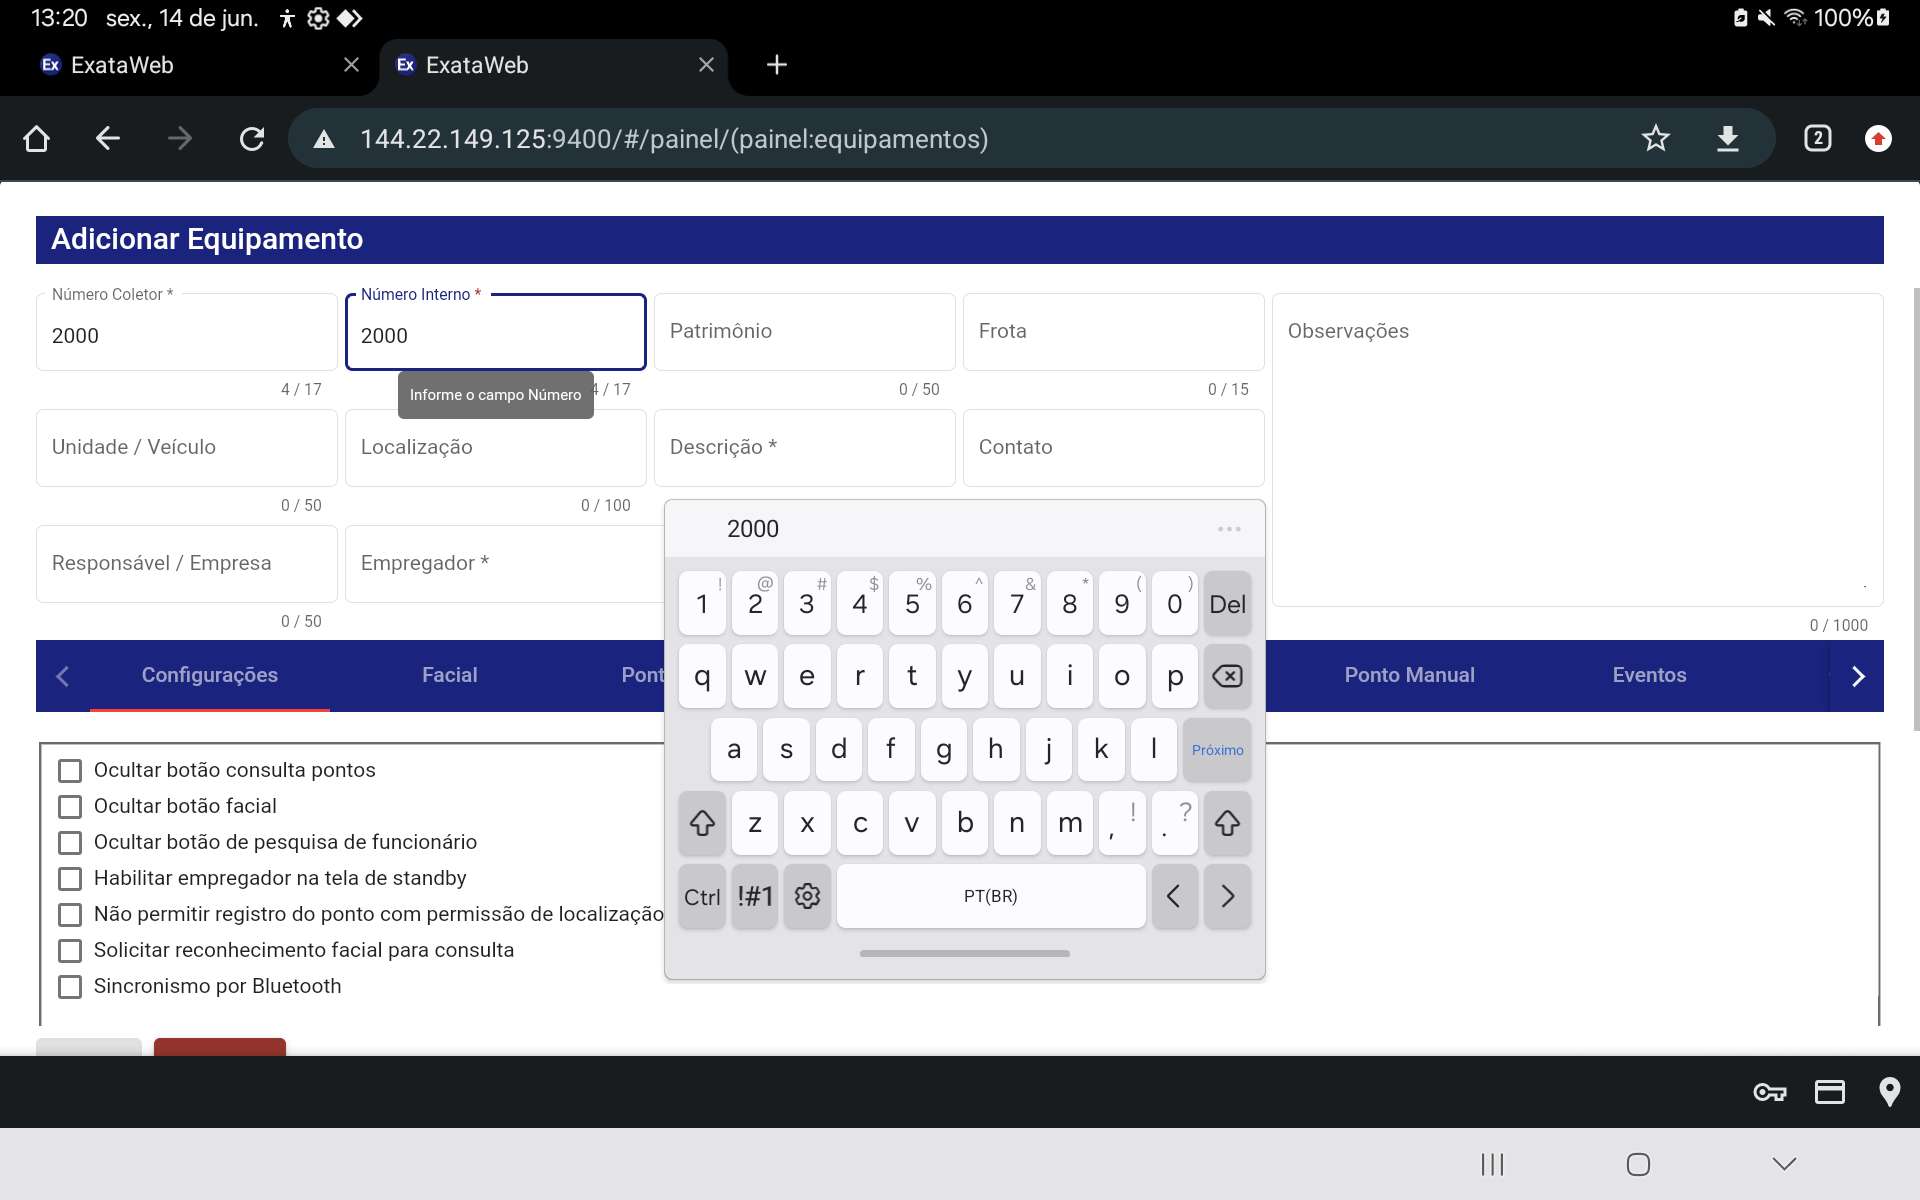 13:20 sex., 14 de jun. 100%
Ex ExataWeb
Ex ExataWeb
144.22.149.125:9400/#/painel/(painel:equipamentos)
2
Adicionar Equipamento
Número Coletor *
2000
4 / 17
Número Interno *
2000
4 / 17
Informe o campo Número
Patrimônio
0 / 50
Frota
0 / 15
Observações
0 / 1000
Unidade / Veículo
0 / 50
Localização
0 / 100
Descrição *
Contato
Responsável / Empresa
0 / 50
Empregador *
Configurações
Facial
Pont
Ponto Manual
Eventos
Ocultar botão consulta pontos
Ocultar botão facial
Ocultar botão de pesquisa de funcionário
Habilitar empregador na tela de standby
Não permitir registro do ponto com permissão de localização
Solicitar reconhecimento facial para consulta
Sincronismo por Bluetooth
2000
! @ # $ % ^ & * ( )
1 2 3 4 5 6 7 8 9 0 Del
q w e r t y u i o p
a s d f g h j k l Próximo
z x c v b n m , ! . ?
Ctrl !#1 PT(BR) < >